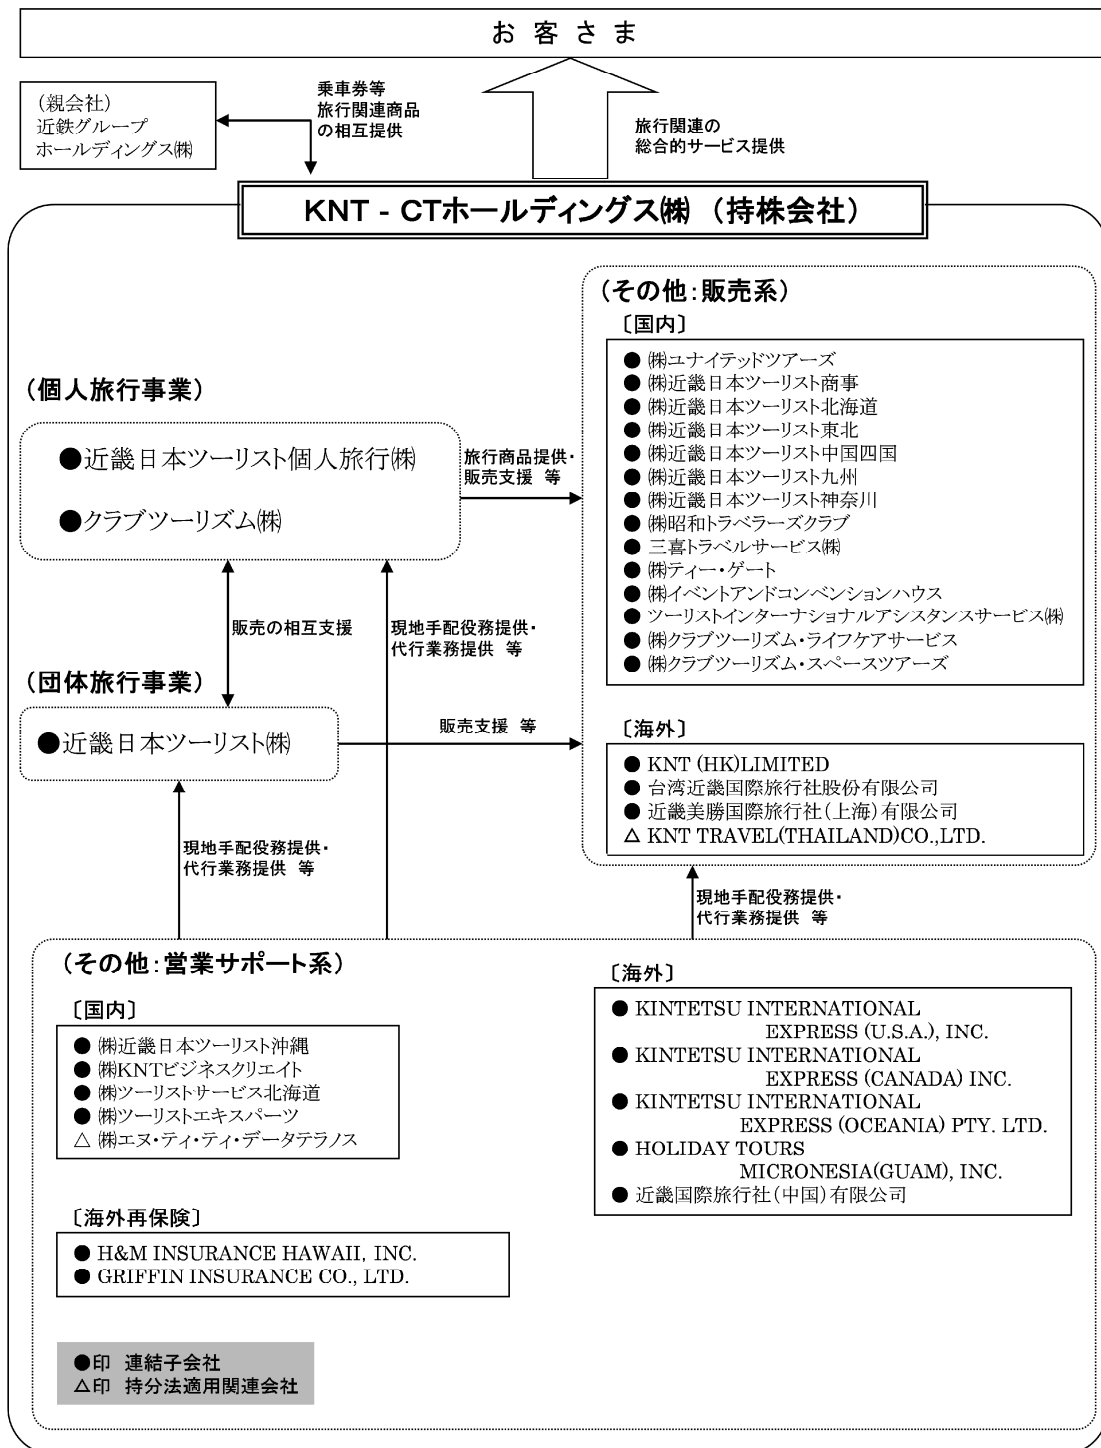 お 客 さ ま
(親会社)
近鉄グループ
ホールディングス㈱
乗車券等
旅行関連商品
の相互提供
旅行関連の
総合的サービス提供
KNT - CTホールディングス㈱ (持株会社)
(その他:販売系)
〔国内〕
●㈱ユナイテッドツアーズ
●㈱近畿日本ツーリスト商事
●㈱近畿日本ツーリスト北海道
●㈱近畿日本ツーリスト東北
●㈱近畿日本ツーリスト中国四国
●㈱近畿日本ツーリスト九州
●㈱近畿日本ツーリスト神奈川
●㈱昭和トラベラーズクラブ
●三喜トラベルサービス㈱
●㈱ティー・ゲート
●㈱イベントアンドコンベンションハウス
●ツーリストインターナショナルアシスタンスサービス㈱
●㈱クラブツーリズム・ライフケアサービス
●㈱クラブツーリズム・スペースツアーズ
(個人旅行事業)
●近畿日本ツーリスト個人旅行㈱
●クラブツーリズム㈱
旅行商品提供・
販売支援 等
販売の相互支援
現地手配役務提供・
代行業務提供 等
(団体旅行事業)
●近畿日本ツーリスト㈱
販売支援 等
〔海外〕
● KNT (HK)LIMITED
● 台湾近畿国際旅行社股份有限公司
● 近畿美勝国際旅行社(上海)有限公司
△ KNT TRAVEL(THAILAND)CO.,LTD.
現地手配役務提供・
代行業務提供 等
現地手配役務提供・
代行業務提供 等
(その他:営業サポート系)
〔国内〕
● ㈱近畿日本ツーリスト沖縄
● ㈱KNTビジネスクリエイト
● ㈱ツーリストサービス北海道
● ㈱ツーリストエキスパーツ
△ ㈱エヌ・ティ・ティ・データテラノス
〔海外〕
● KINTETSU INTERNATIONAL
EXPRESS (U.S.A.), INC.
● KINTETSU INTERNATIONAL
EXPRESS (CANADA) INC.
● KINTETSU INTERNATIONAL
EXPRESS (OCEANIA) PTY. LTD.
● HOLIDAY TOURS
MICRONESIA(GUAM), INC.
● 近畿国際旅行社(中国)有限公司
〔海外再保険〕
● H&M INSURANCE HAWAII, INC.
● GRIFFIN INSURANCE CO., LTD.
●印 連結子会社
△印 持分法適用関連会社